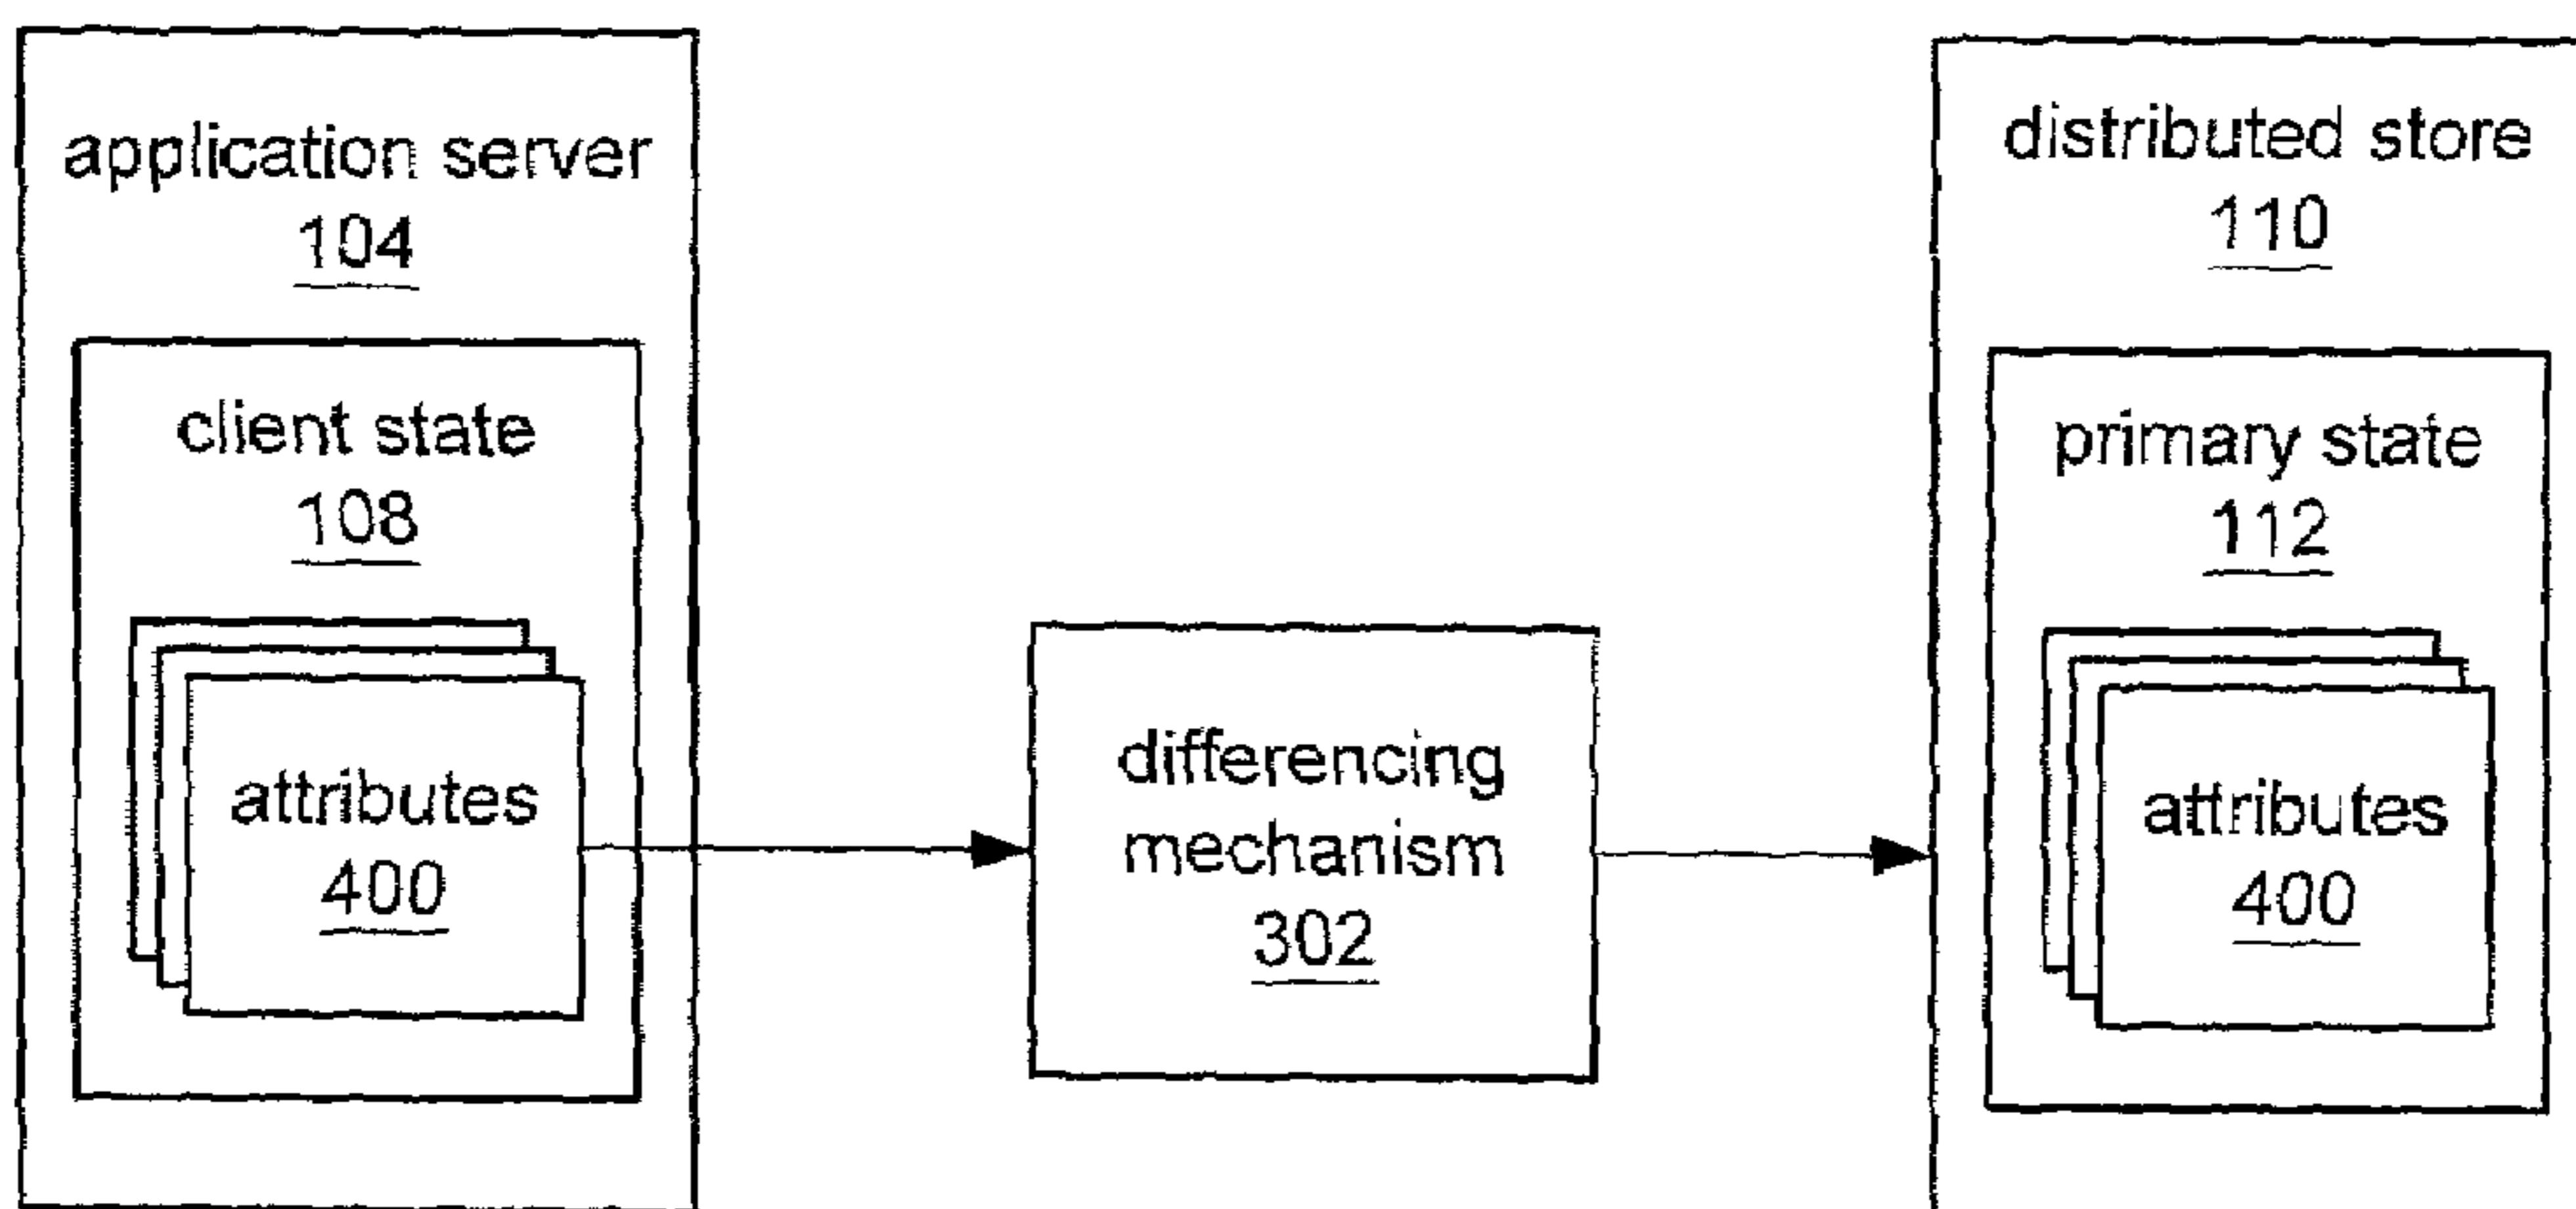 application server
104
client state
108
attributes
400
differencing
mechanism
302
distributed store
110
primary state
112
attributes
400